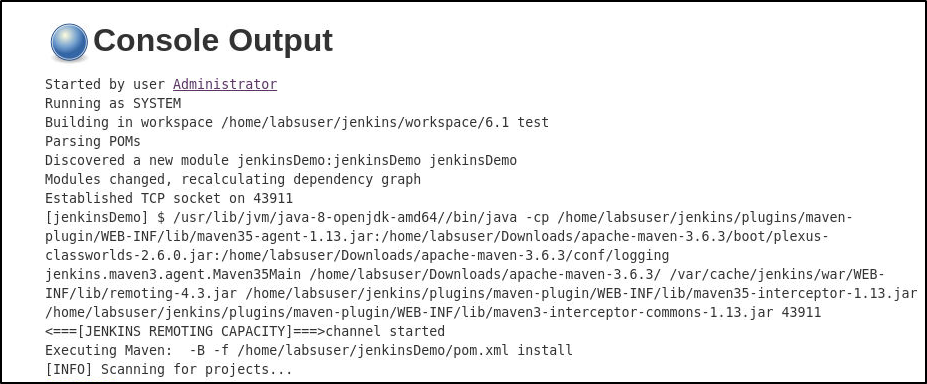 Console Output
Started by user Administrator
Running as SYSTEM
Building in workspace /home/labsuser/jenkins/workspace/6.1 test
Parsing POMs
Discovered a new module jenkinsDemo:jenkinsDemo jenkinsDemo
Modules changed, recalculating dependency graph
Established TCP socket on 43911
[jenkinsDemo] $ /usr/lib/jvm/java-8-openjdk-amd64//bin/java -cp /home/labsuser/jenkins/plugins/maven-
plugin/WEB-INF/lib/maven35-agent-1.13.jar:/home/labsuser/Downloads/apache-maven-3.6.3/boot/plexus-
classworlds-2.6.0.jar:/home/labsuser/Downloads/apache-maven-3.6.3/conf/logging
jenkins.maven3.agent.Maven35Main /home/labsuser/Downloads/apache-maven-3.6.3/ /var/cache/jenkins/war/WEB-
INF/lib/remoting-4.3.jar /home/labsuser/jenkins/plugins/maven-plugin/WEB-INF/lib/maven35-interceptor-1.13.jar
/home/labsuser/jenkins/plugins/maven-plugin/WEB-INF/lib/maven3-interceptor-commons-1.13.jar 43911
<===[JENKINS REMOTING CAPACITY]===>channel started
Executing Maven:  -B -f /home/labsuser/jenkinsDemo/pom.xml install
[INFO] Scanning for projects...